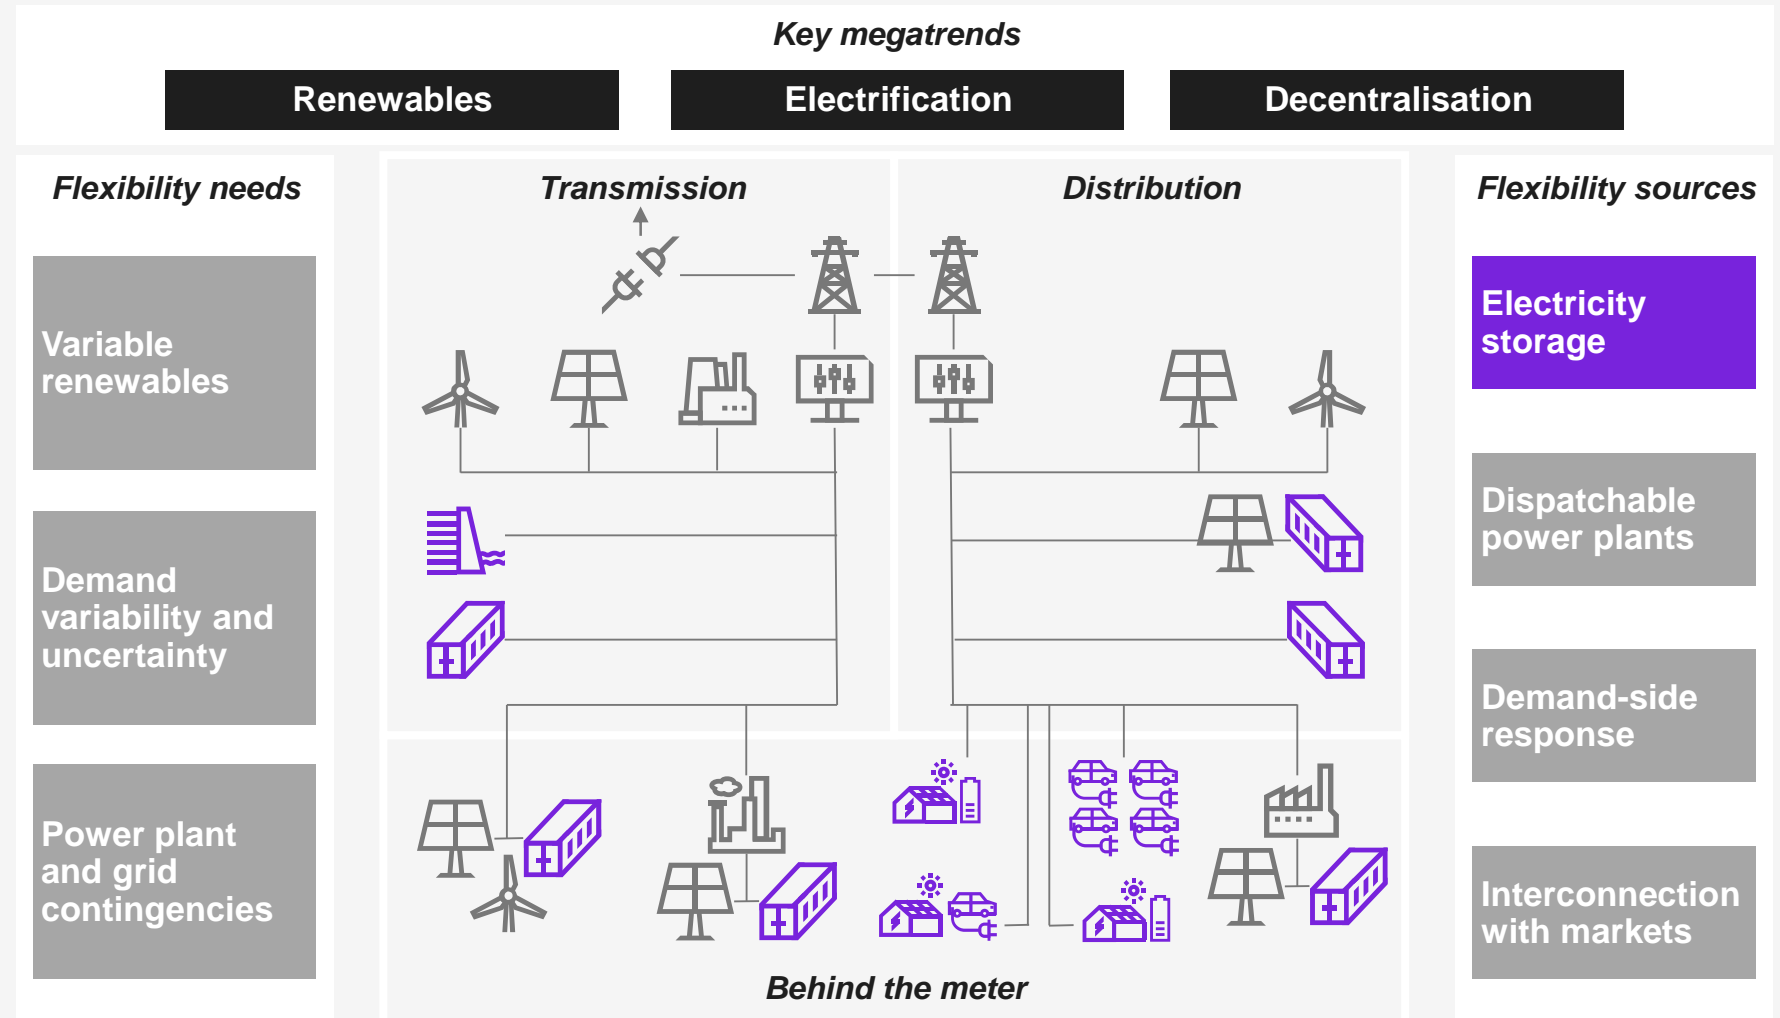 Key megatrends
Renewables
Electrification
Decentralisation
Flexibility needs
Variable
renewables
Demand
variability and
uncertainty
Power plant
and grid
contingencies
Transmission
Distribution
Behind the meter
Flexibility sources
Electricity
storage
Dispatchable
power plants
Demand-side
response
Interconnection
with markets